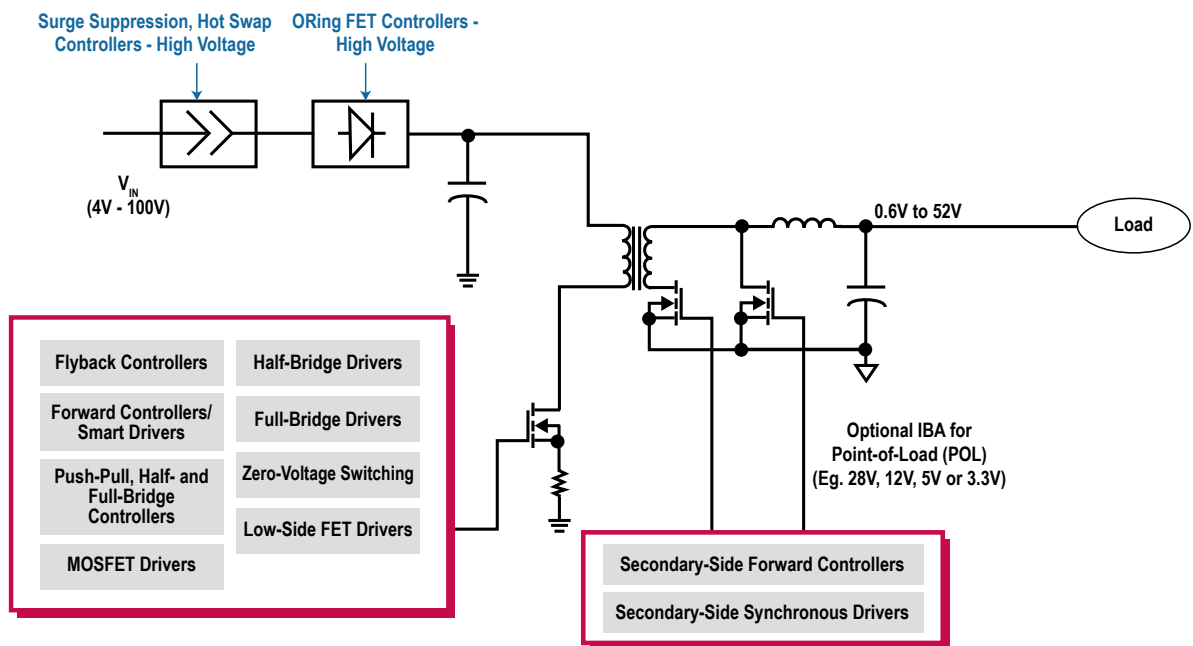 Surge Suppression, Hot Swap
Controllers - High Voltage
ORing FET Controllers -
High Voltage
VIN
(4V - 100V)
0.6V to 52V
Load
Flyback Controllers
Forward Controllers/
Smart Drivers
Push-Pull, Half- and
Full-Bridge
Controllers
MOSFET Drivers
Half-Bridge Drivers
Full-Bridge Drivers
Zero-Voltage Switching
Low-Side FET Drivers
Optional IBA for
Point-of-Load (POL)
(Eg. 28V, 12V, 5V or 3.3V)
Secondary-Side Forward Controllers
Secondary-Side Synchronous Drivers